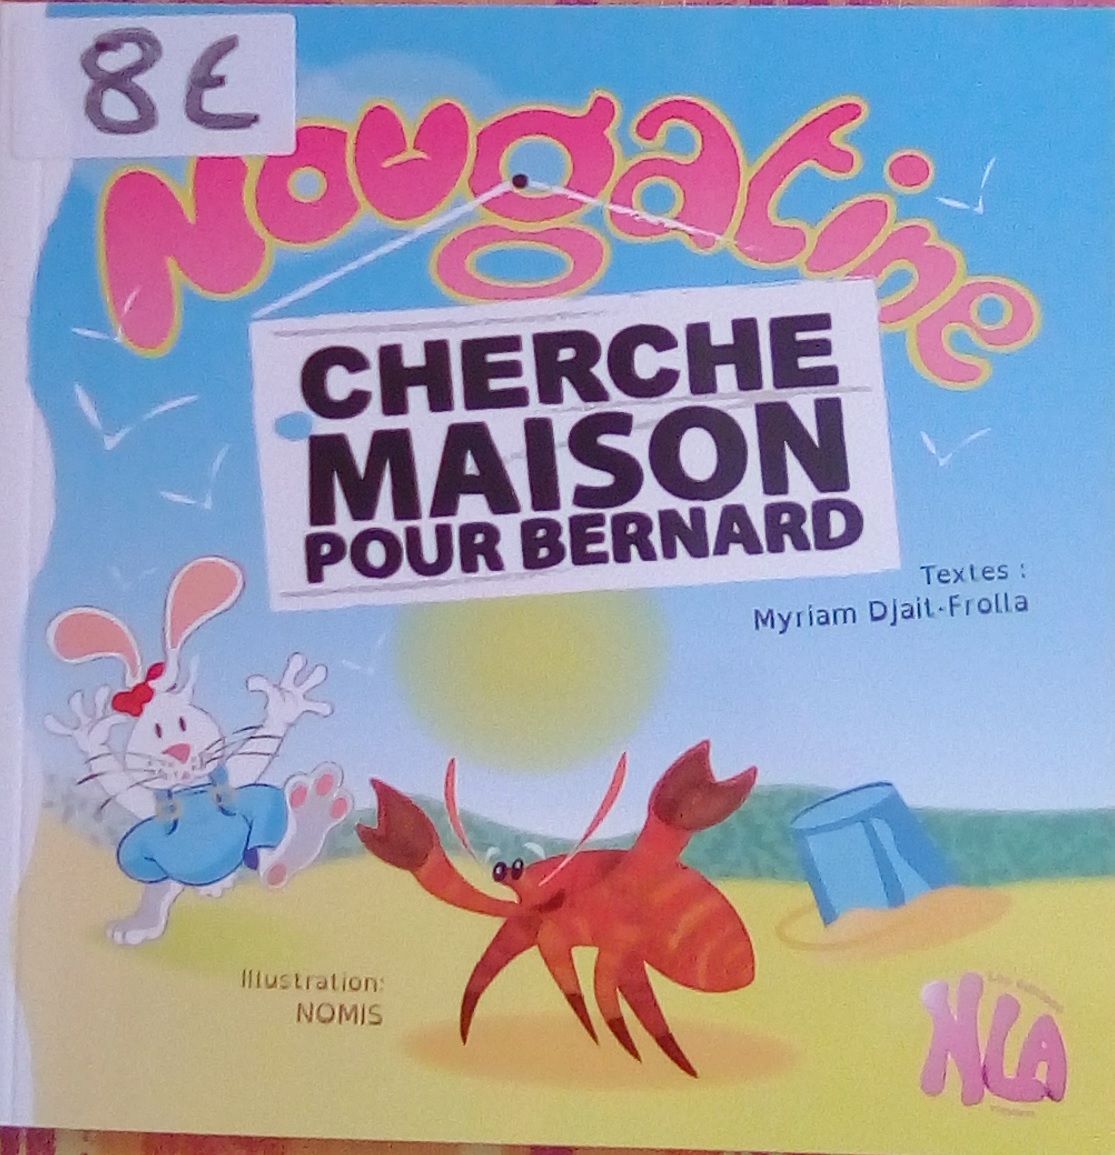 8€
Nougatine
CHERCHE
MAISON
POUR BERNARD
Textes :
Myriam Djait-Frolla
Illustration:
NOMIS
NLA